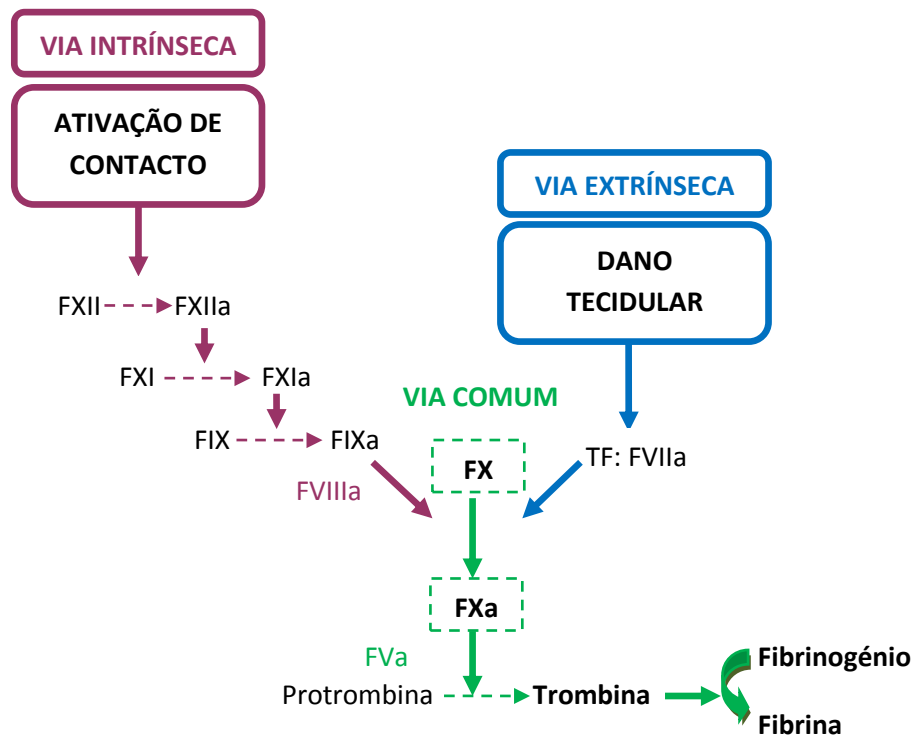 VIA INTRÍNSECA
ATIVAÇÃO DE
CONTACTO
VIA EXTRÍNSECA
DANO
TECIDULAR
FXII
FXIIa
FXI
FXIa
VIA COMUM
FIX
FIXa
FX
TF: FVIIa
FVIIIa
FXa
FVa
Fibrinogénio
Protrombina
Trombina
Fibrina